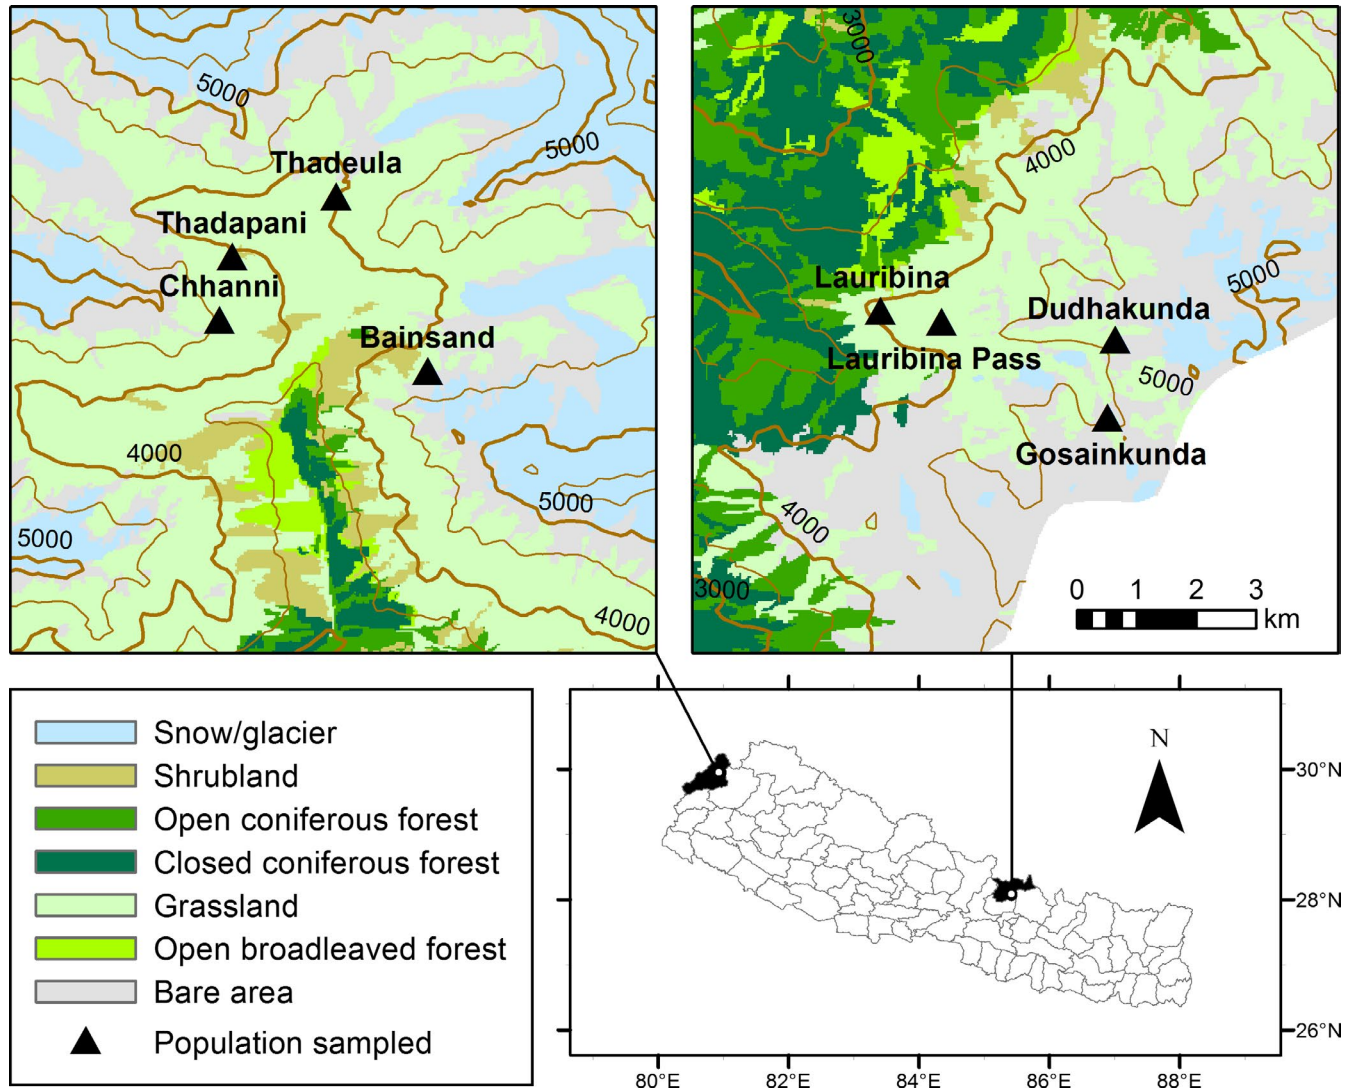 5000
5000
Thadeula
Thadapani
Chhanni
Bainsand
4000
5000
5000
4000
3000
4000
Lauribina
5000
Dudhakunda
Lauribina Pass
5000
Gosainkunda
4000
3000
0 1 2 3
km
Snow/glacier
Shrubland
Open coniferous forest
Closed coniferous forest
Grassland
Open broadleaved forest
Bare area
Population sampled
N
30°N
28°N
26°N
80°E 82°E 84°E 86°E 88°E